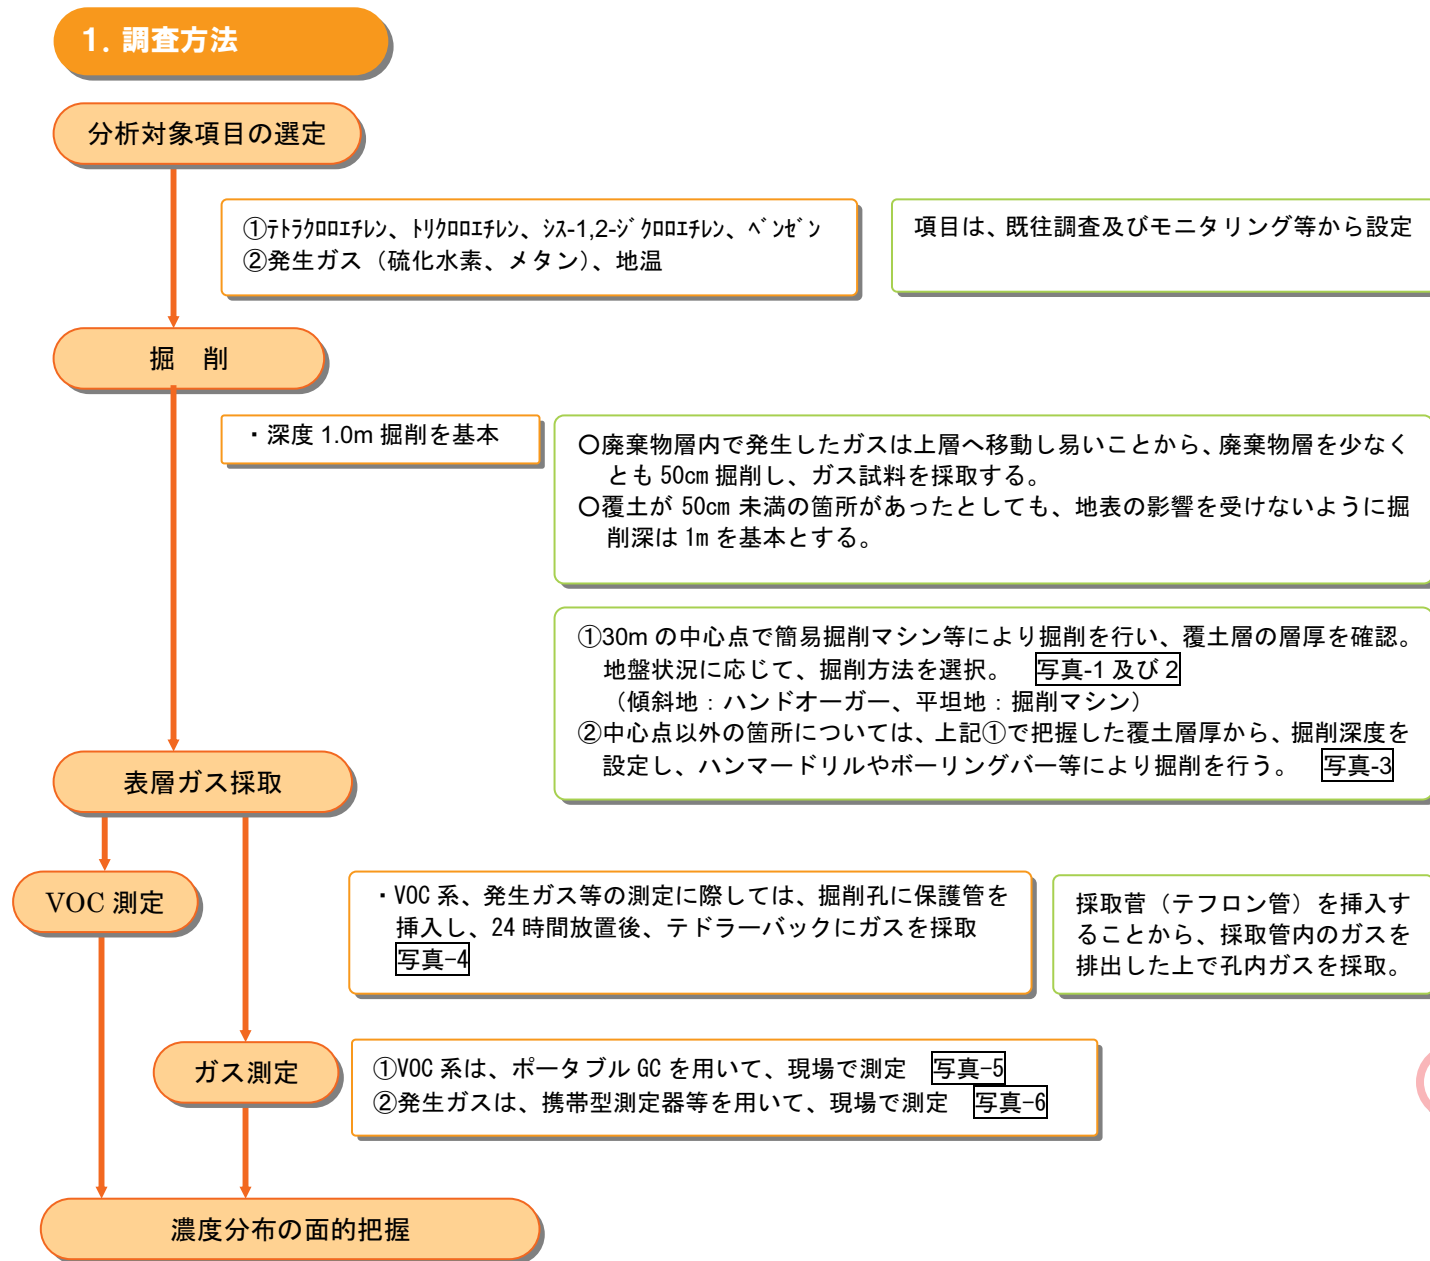 1. 調査方法
分析対象項目の選定
①ﾃﾄﾗｸﾛﾛｴﾁﾚﾝ、ﾄﾘｸﾛﾛｴﾁﾚﾝ、ｼｽ-1,2-ｼﾞｸﾛﾛｴﾁﾚﾝ、ﾍﾞﾝｾﾞﾝ
②発生ガス（硫化水素、メタン）、地温
項目は、既往調査及びモニタリング等から設定
掘　削
・深度 1.0m 掘削を基本
〇廃棄物層内で発生したガスは上層へ移動し易いことから、廃棄物層を少なく
とも 50㎝ 掘削し、ガス試料を採取する。
〇覆土が 50㎝ 未満の箇所があったとしても、地表の影響を受けないように掘
削深は 1m を基本とする。
①30m の中心点で簡易掘削マシン等により掘削を行い、覆土層の層厚を確認。
地盤状況に応じて、掘削方法を選択。　写真-1 及び 2
（傾斜地：ハンドオーガー、平坦地：掘削マシン）
②中心点以外の箇所については、上記①で把握した覆土層厚から、掘削深度を
設定し、ハンマードリルやボーリングバー等により掘削を行う。　写真-3
表層ガス採取
VOC 測定
・VOC 系、発生ガス等の測定に際しては、掘削孔に保護管を
挿入し、24 時間放置後、テドラーバックにガスを採取
写真-4
採取菅（テフロン管）を挿入す
ることから、採取管内のガスを
排出した上で孔内ガスを採取。
ガス測定
①VOC 系は、ポータブル GC を用いて、現場で測定　写真-5
②発生ガスは、携帯型測定器等を用いて、現場で測定　写真-6
濃度分布の面的把握